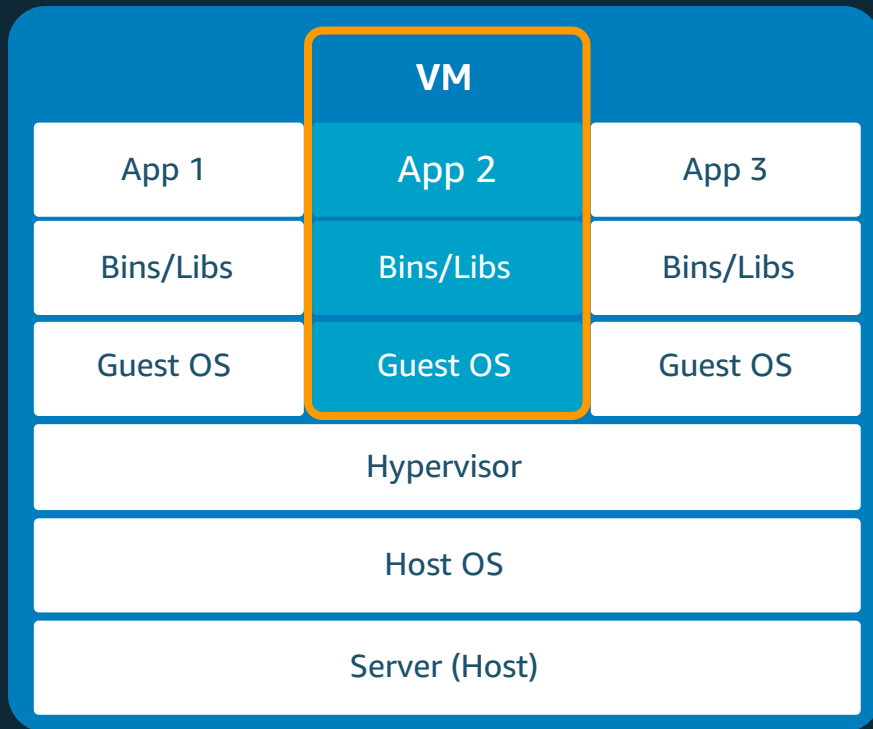 VM
App 1
App 2
App 3
Bins/Libs
Bins/Libs
Bins/Libs
Guest OS
Guest OS
Guest OS
Hypervisor
Host OS
Server (Host)